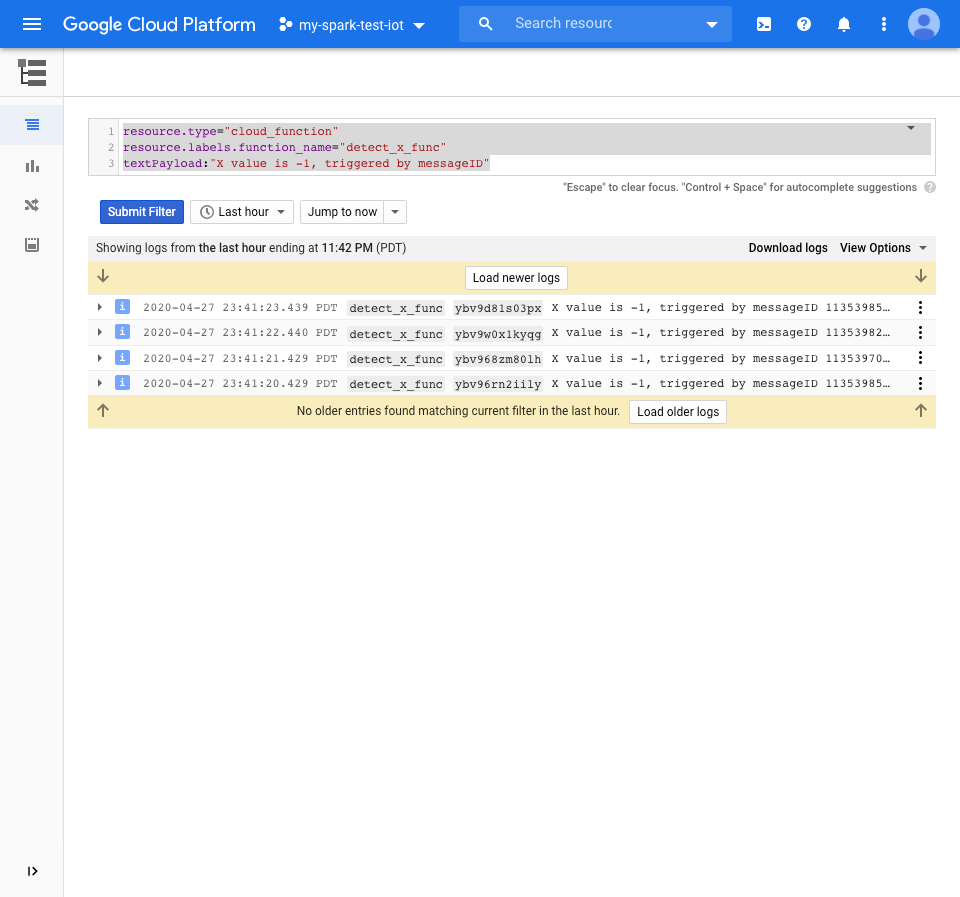 Google Cloud Platform my-spark-test-iot Search resourc
1 resource.type="cloud_function"
2 resource.labels.function_name="detect_x_func"
3 textPayload:"X value is -1, triggered by messageID"
"Escape" to clear focus. "Control + Space" for autocomplete suggestions ?
Submit Filter Last hour Jump to now
Showing logs from the last hour ending at 11:42 PM (PDT) Download logs View Options
Load newer logs
i 2020-04-27 23:41:23.439 PDT detect_x_func ybv9d81s03px X value is -1, triggered by messageID 11353985…
i 2020-04-27 23:41:22.440 PDT detect_x_func ybv9w0x1kyqg X value is -1, triggered by messageID 11353982…
i 2020-04-27 23:41:21.429 PDT detect_x_func ybv968zm80lh X value is -1, triggered by messageID 11353970…
i 2020-04-27 23:41:20.429 PDT detect_x_func ybv96rn2iily X value is -1, triggered by messageID 11353985…
No older entries found matching current filter in the last hour. Load older logs